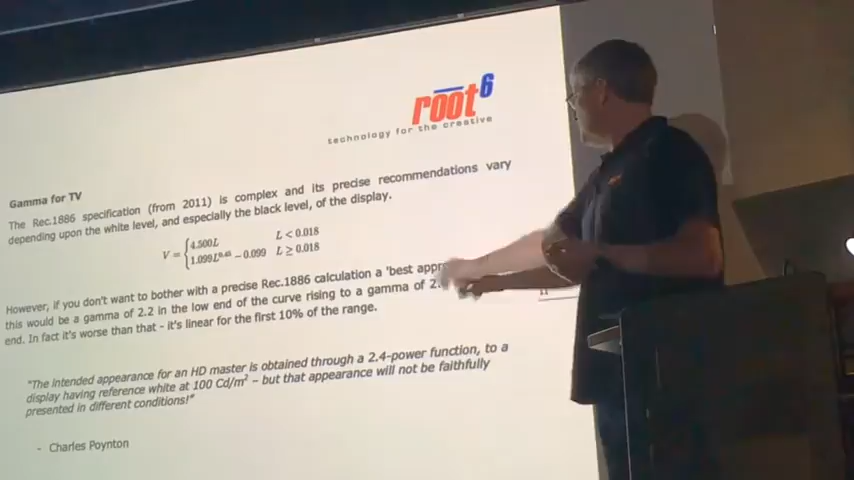 root6
technology for the creative
Gamma for TV
The Rec.1886 specification (from 2011) is complex and its precise recommendations vary
depending upon the white level, and especially the black level, of the display.
V = { 4.500L L < 0.018
1.099L^0.45 − 0.099 L ≥ 0.018
However, if you don't want to bother with a precise Rec.1886 calculation a 'best
this would be a gamma of 2.2 in the low end of the curve rising to a gamma of
end. In fact it's worse than that - it's linear for the first 10% of the range.
"The intended appearance for an HD master is obtained through a 2.4-power function, to a
display having reference white at 100 Cd/m² – but that appearance will not be faithfully
presented in different conditions!"
- Charles Poynton